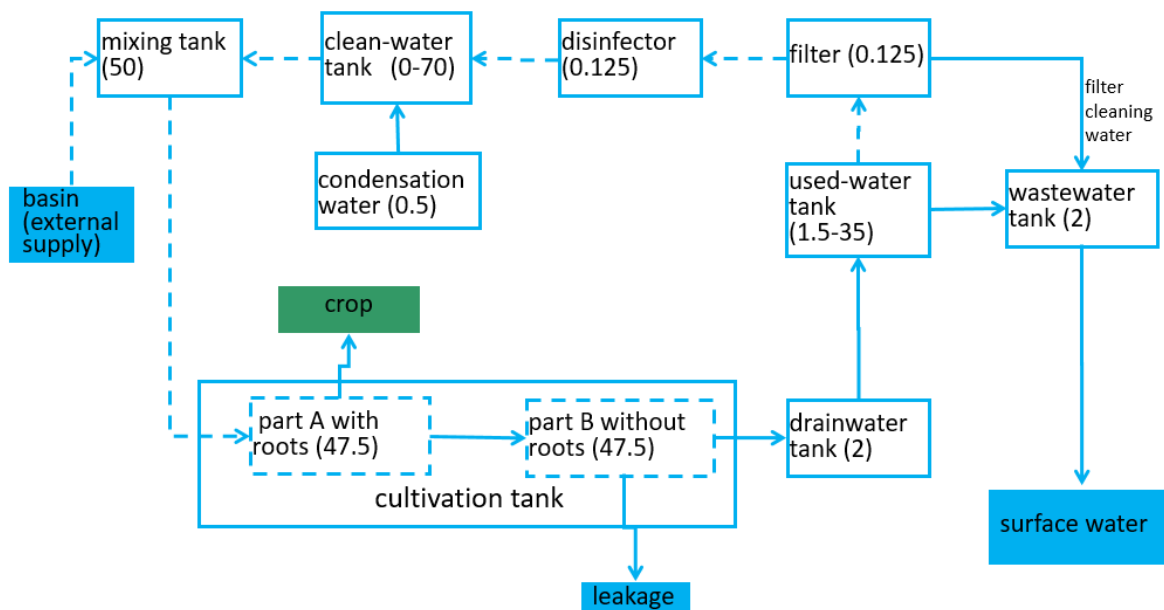 mixing tank
(50)
clean-water
tank (0-70)
disinfector
(0.125)
filter (0.125)
filter
cleaning
water
basin
(external
supply)
condensation
water (0.5)
used-water
tank
(1.5-35)
wastewater
tank (2)
crop
part A with
roots (47.5)
part B without
roots (47.5)
drainwater
tank (2)
cultivation tank
surface water
leakage